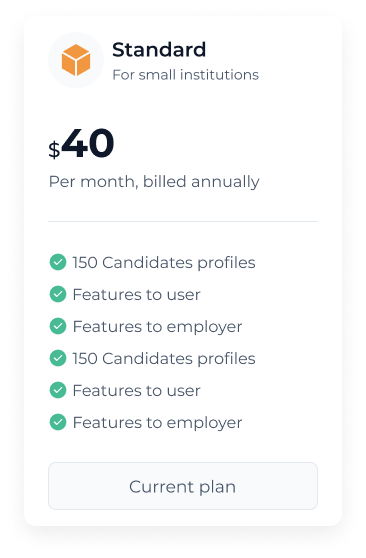 Standard
For small institutions
$40
Per month, billed annually
150 Candidates profiles
Features to user
Features to employer
150 Candidates profiles
Features to user
Features to employer
Current plan